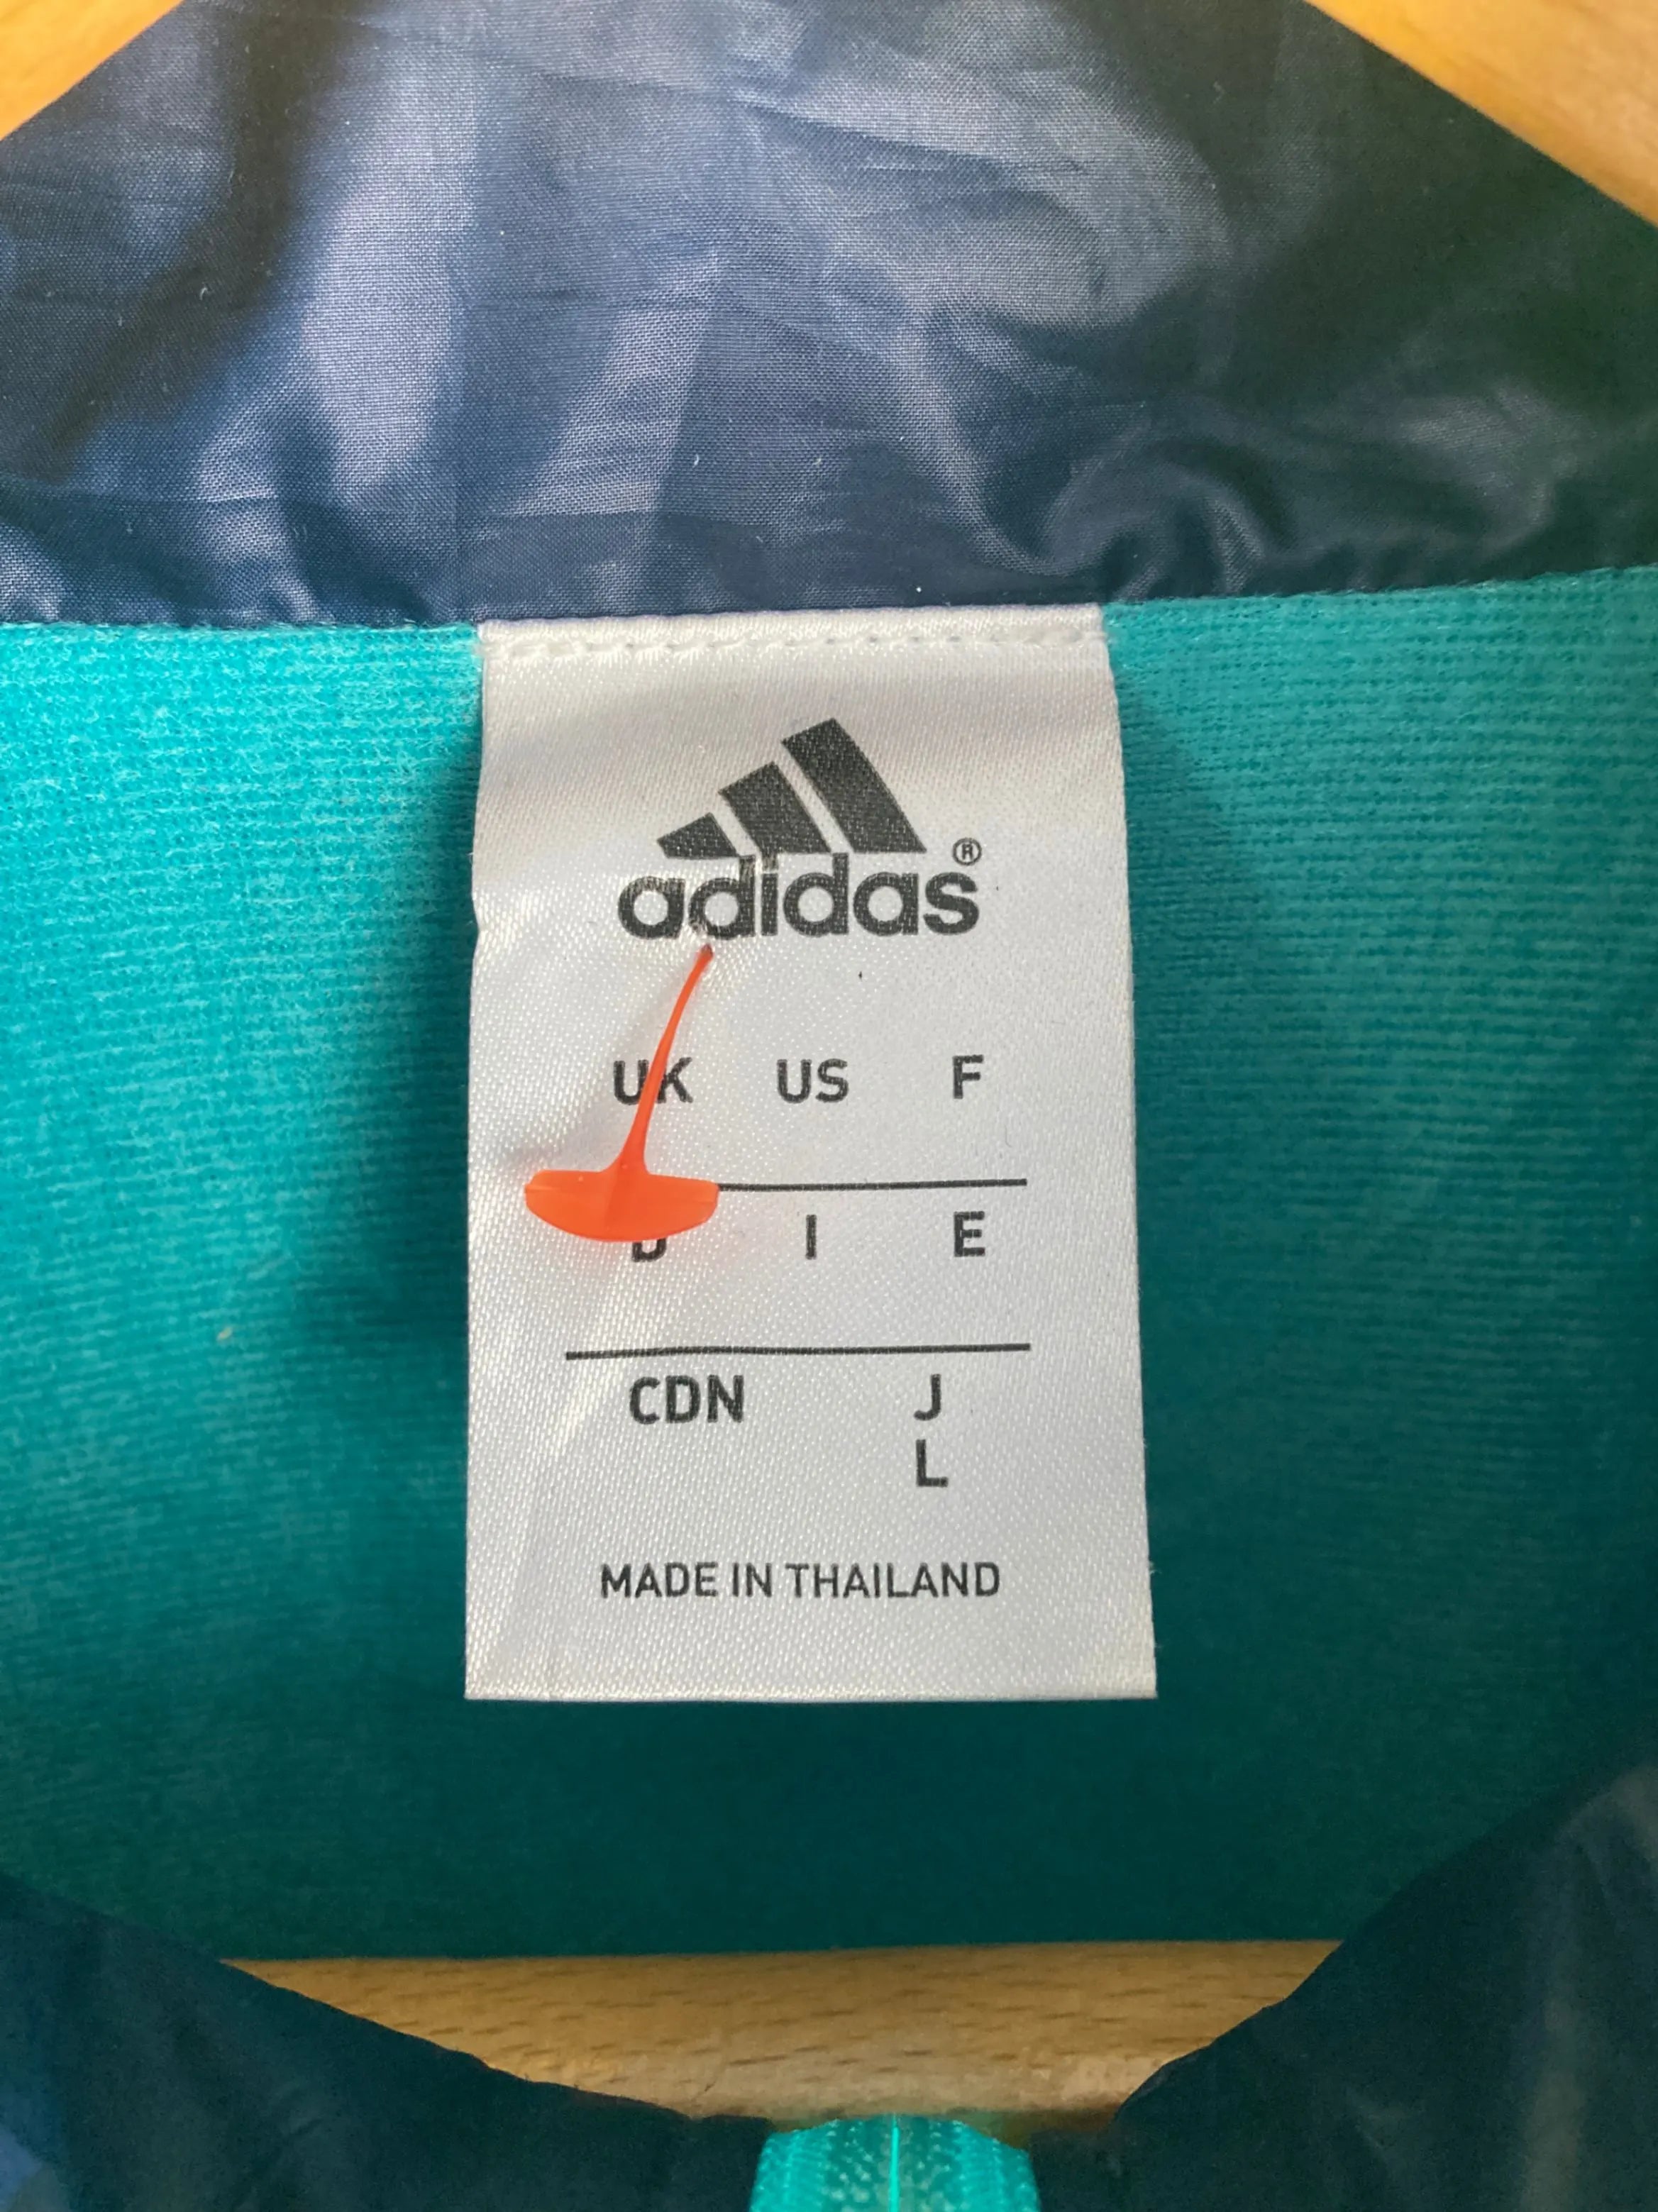 adidas®
UK US F
D I E
CDN J
L
MADE IN THAILAND